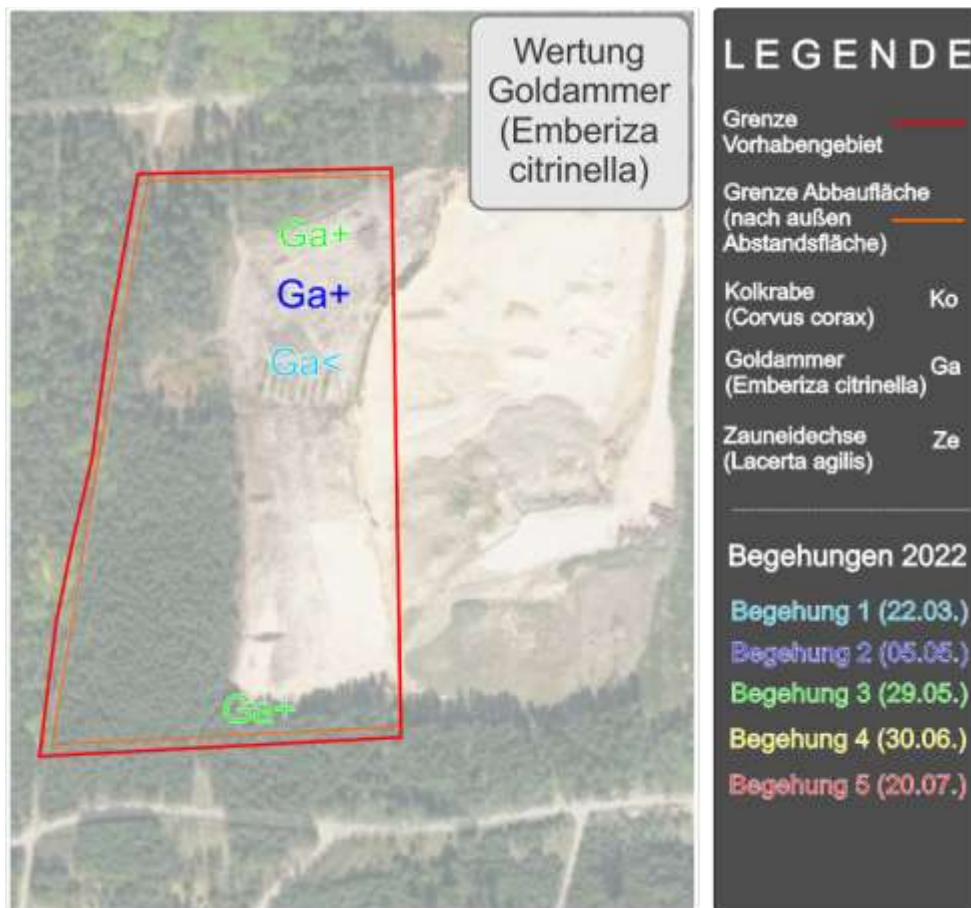 Wertung
Goldammer
(Emberiza
citrinella)
Ga+
Ga+
Ga<
Ga+
LEGENDE
Grenze
Vorhabengebiet
Grenze Abbaufläche
(nach außen
Abstandsfläche)
Kolkrabe
(Corvus corax)
Ko
Goldammer
(Emberiza citrinella)
Ga
Zauneidechse
(Lacerta agilis)
Ze
Begehungen 2022
Begehung 1 (22.03.)
Begehung 2 (05.05.)
Begehung 3 (29.05.)
Begehung 4 (30.06.)
Begehung 5 (20.07.)